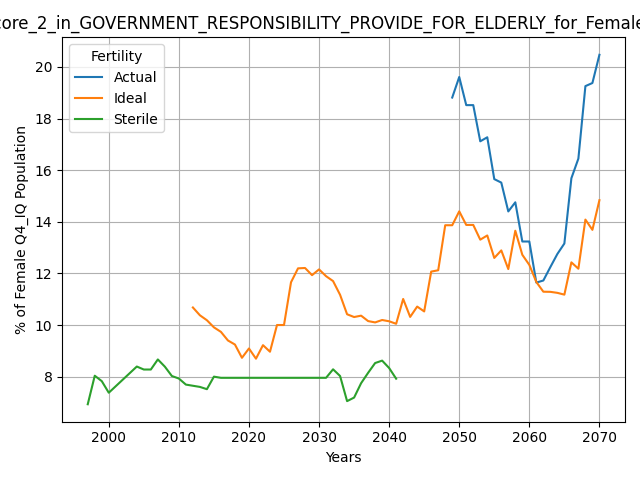 core_2_in_GOVERNMENT_RESPONSIBILITY_PROVIDE_FOR_ELDERLY_for_Female
Fertility
Actual
Ideal
Sterile
% of Female Q4_IQ Population
20
18
16
14
12
10
8
2000 2010 2020 2030 2040 2050 2060 2070
Years